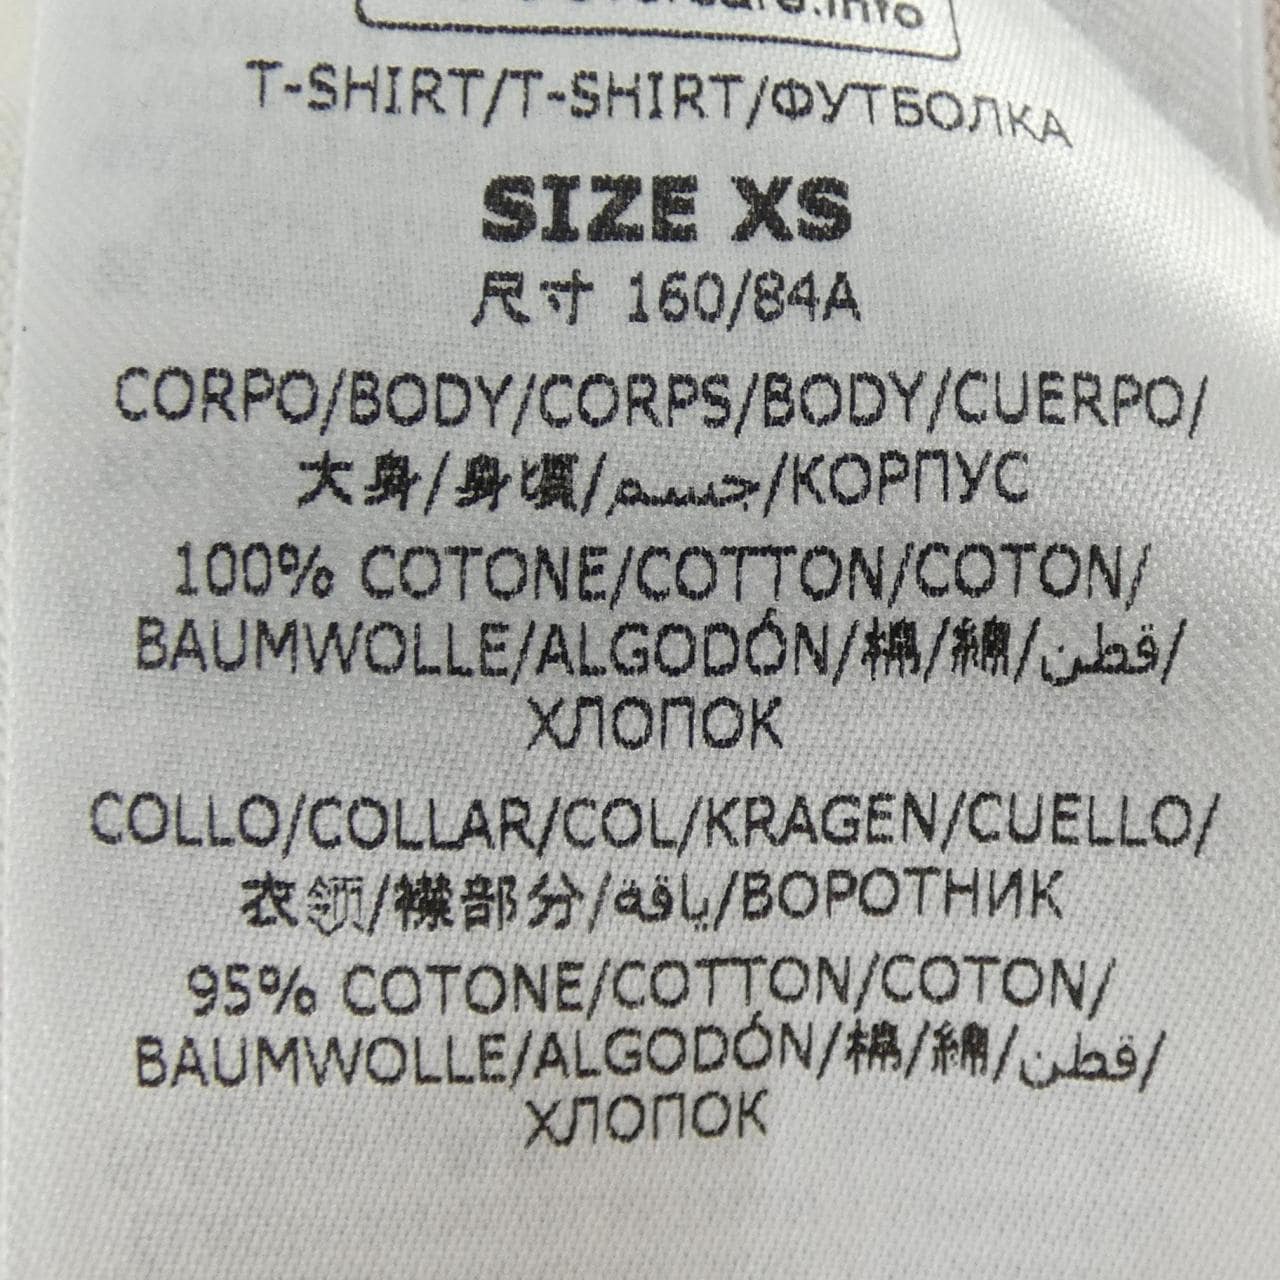 T-SHIRT/T-SHIRT/ФУТБОЛКА
SIZE XS
尺寸 160/84A
CORPO/BODY/CORPS/BODY/CUERPO/
大身/身頃/جسم/КОРПУС
100% COTONE/COTTON/COTON/
BAUMWOLLE/ALGODÓN/棉/綿/قطن/
ХЛОПОК
COLLO/COLLAR/COL/KRAGEN/CUELLO/
衣领/襟部分/ياقة/ВОРОТНИК
95% COTONE/COTTON/COTON/
BAUMWOLLE/ALGODÓN/棉/綿/قطن/
ХЛОПОК